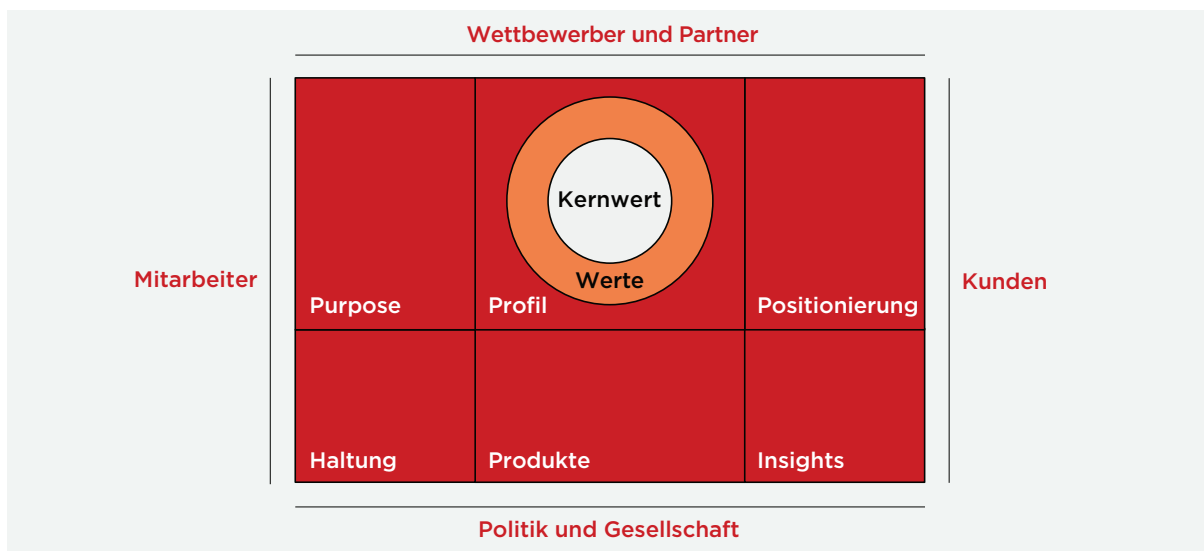 Wettbewerber und Partner
Kernwert
Werte
Mitarbeiter
Kunden
Purpose
Profil
Positionierung
Haltung
Produkte
Insights
Politik und Gesellschaft